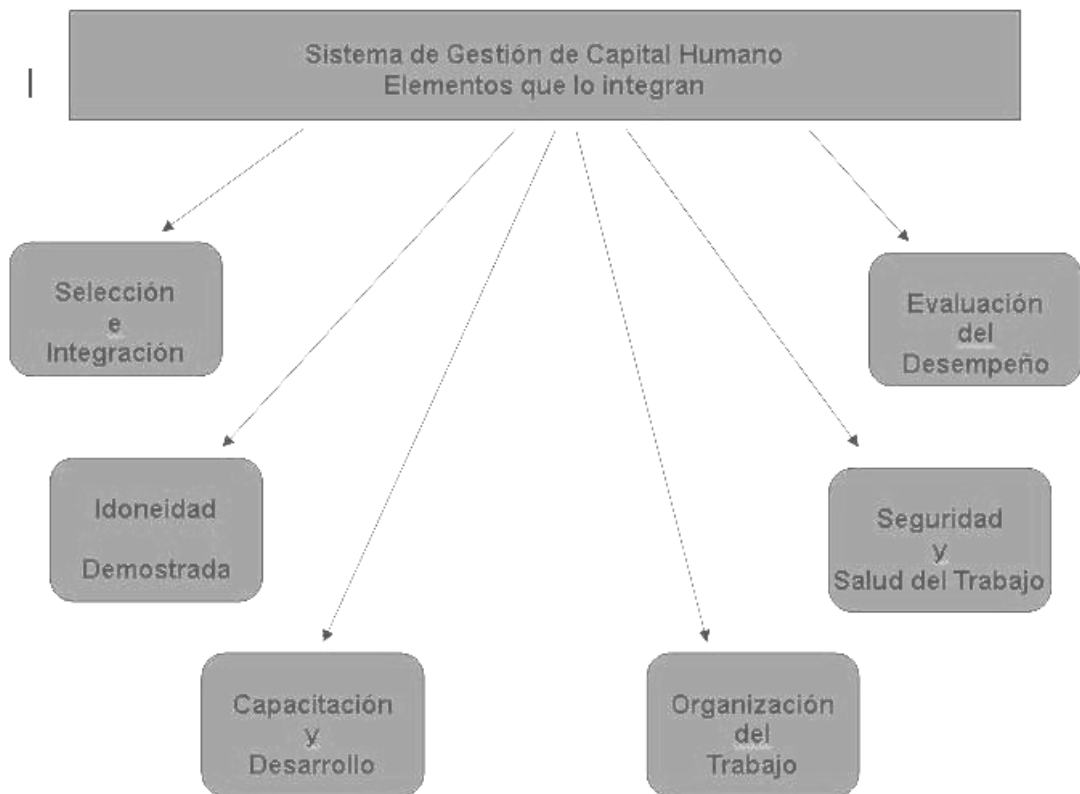 Sistema de Gestión de Capital Humano
Elementos que lo integran
Selección
e
Integración
Evaluación
del
Desempeño
Idoneidad
Demostrada
Seguridad
y
Salud del Trabajo
Capacitación
y
Desarrollo
Organización
del
Trabajo